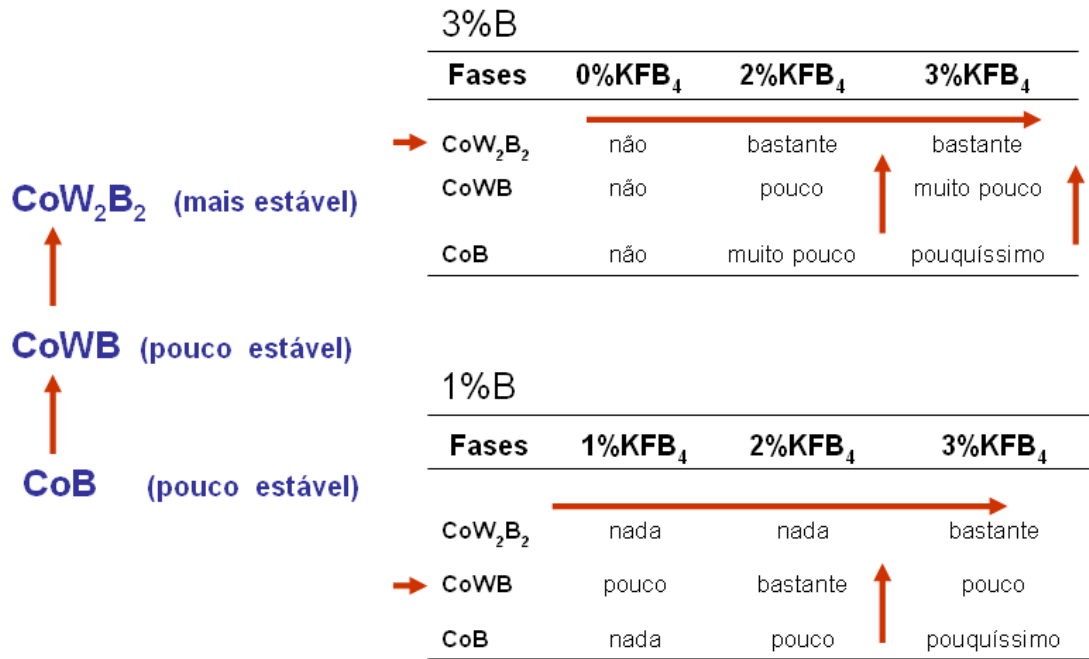 CoW₂B₂ (mais estável)
CoWB (pouco estável)
CoB (pouco estável)
3%B
Fases 0%KFB₄ 2%KFB₄ 3%KFB₄
CoW₂B₂ não bastante bastante
CoWB não pouco muito pouco
CoB não muito pouco pouquíssimo
1%B
Fases 1%KFB₄ 2%KFB₄ 3%KFB₄
CoW₂B₂ nada nada bastante
CoWB pouco bastante pouco
CoB nada pouco pouquíssimo